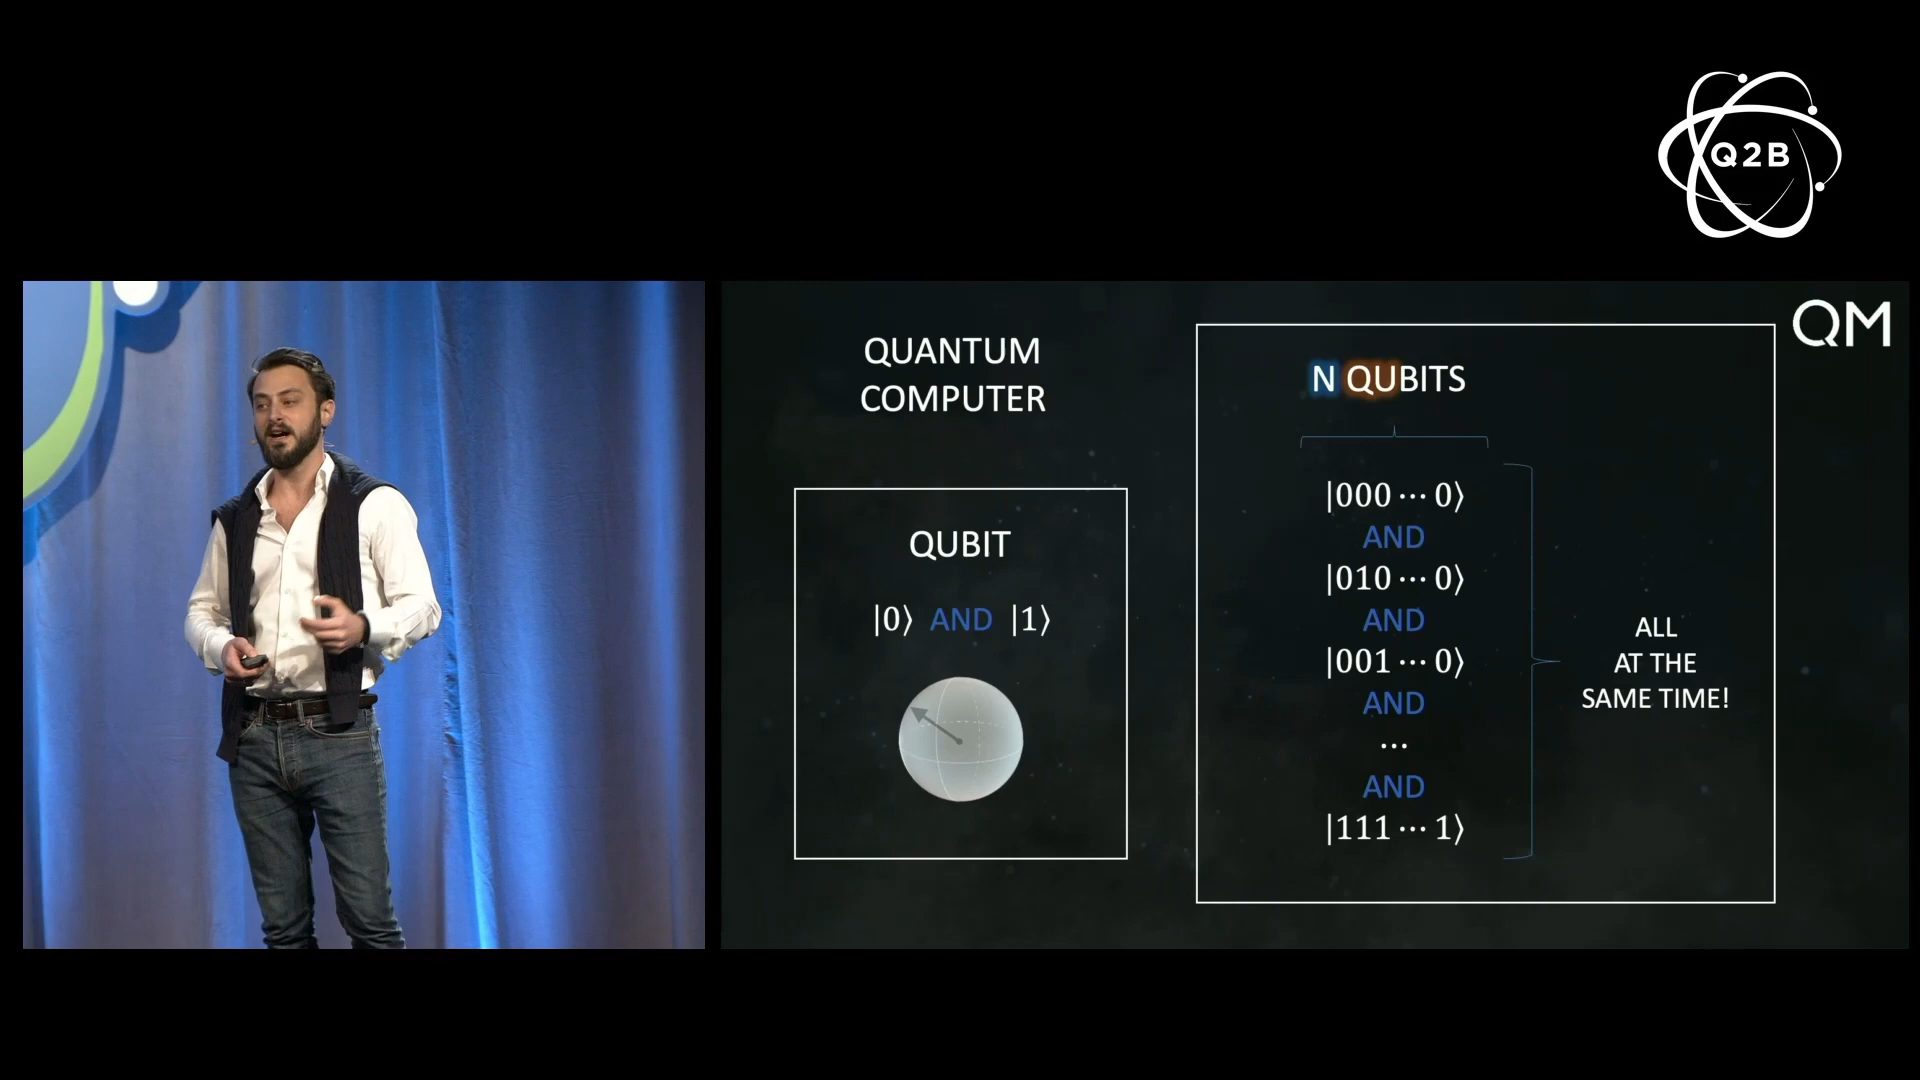 Q2B
QM
QUANTUM
COMPUTER
QUBIT
|0⟩ AND |1⟩
N QUBITS
|000 ⋯ 0⟩
AND
|010 ⋯ 0⟩
AND
|001 ⋯ 0⟩
AND
⋯
AND
|111 ⋯ 1⟩
ALL
AT THE
SAME TIME!